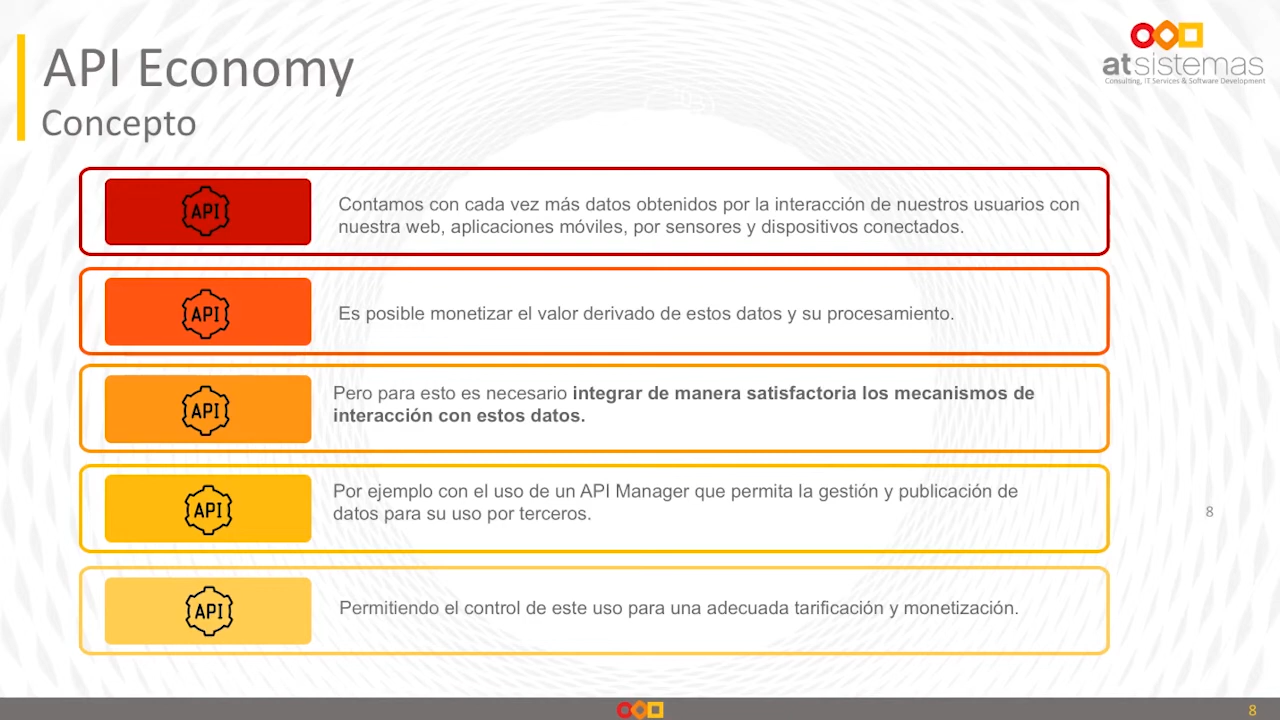 API Economy
Concepto
atsistemas
Consulting, IT Services & Software Development
API
Contamos con cada vez más datos obtenidos por la interacción de nuestros usuarios con
nuestra web, aplicaciones móviles, por sensores y dispositivos conectados.
API
Es posible monetizar el valor derivado de estos datos y su procesamiento.
API
Pero para esto es necesario integrar de manera satisfactoria los mecanismos de
interacción con estos datos.
API
Por ejemplo con el uso de un API Manager que permita la gestión y publicación de
datos para su uso por terceros.
8
API
Permitiendo el control de este uso para una adecuada tarificación y monetización.
8